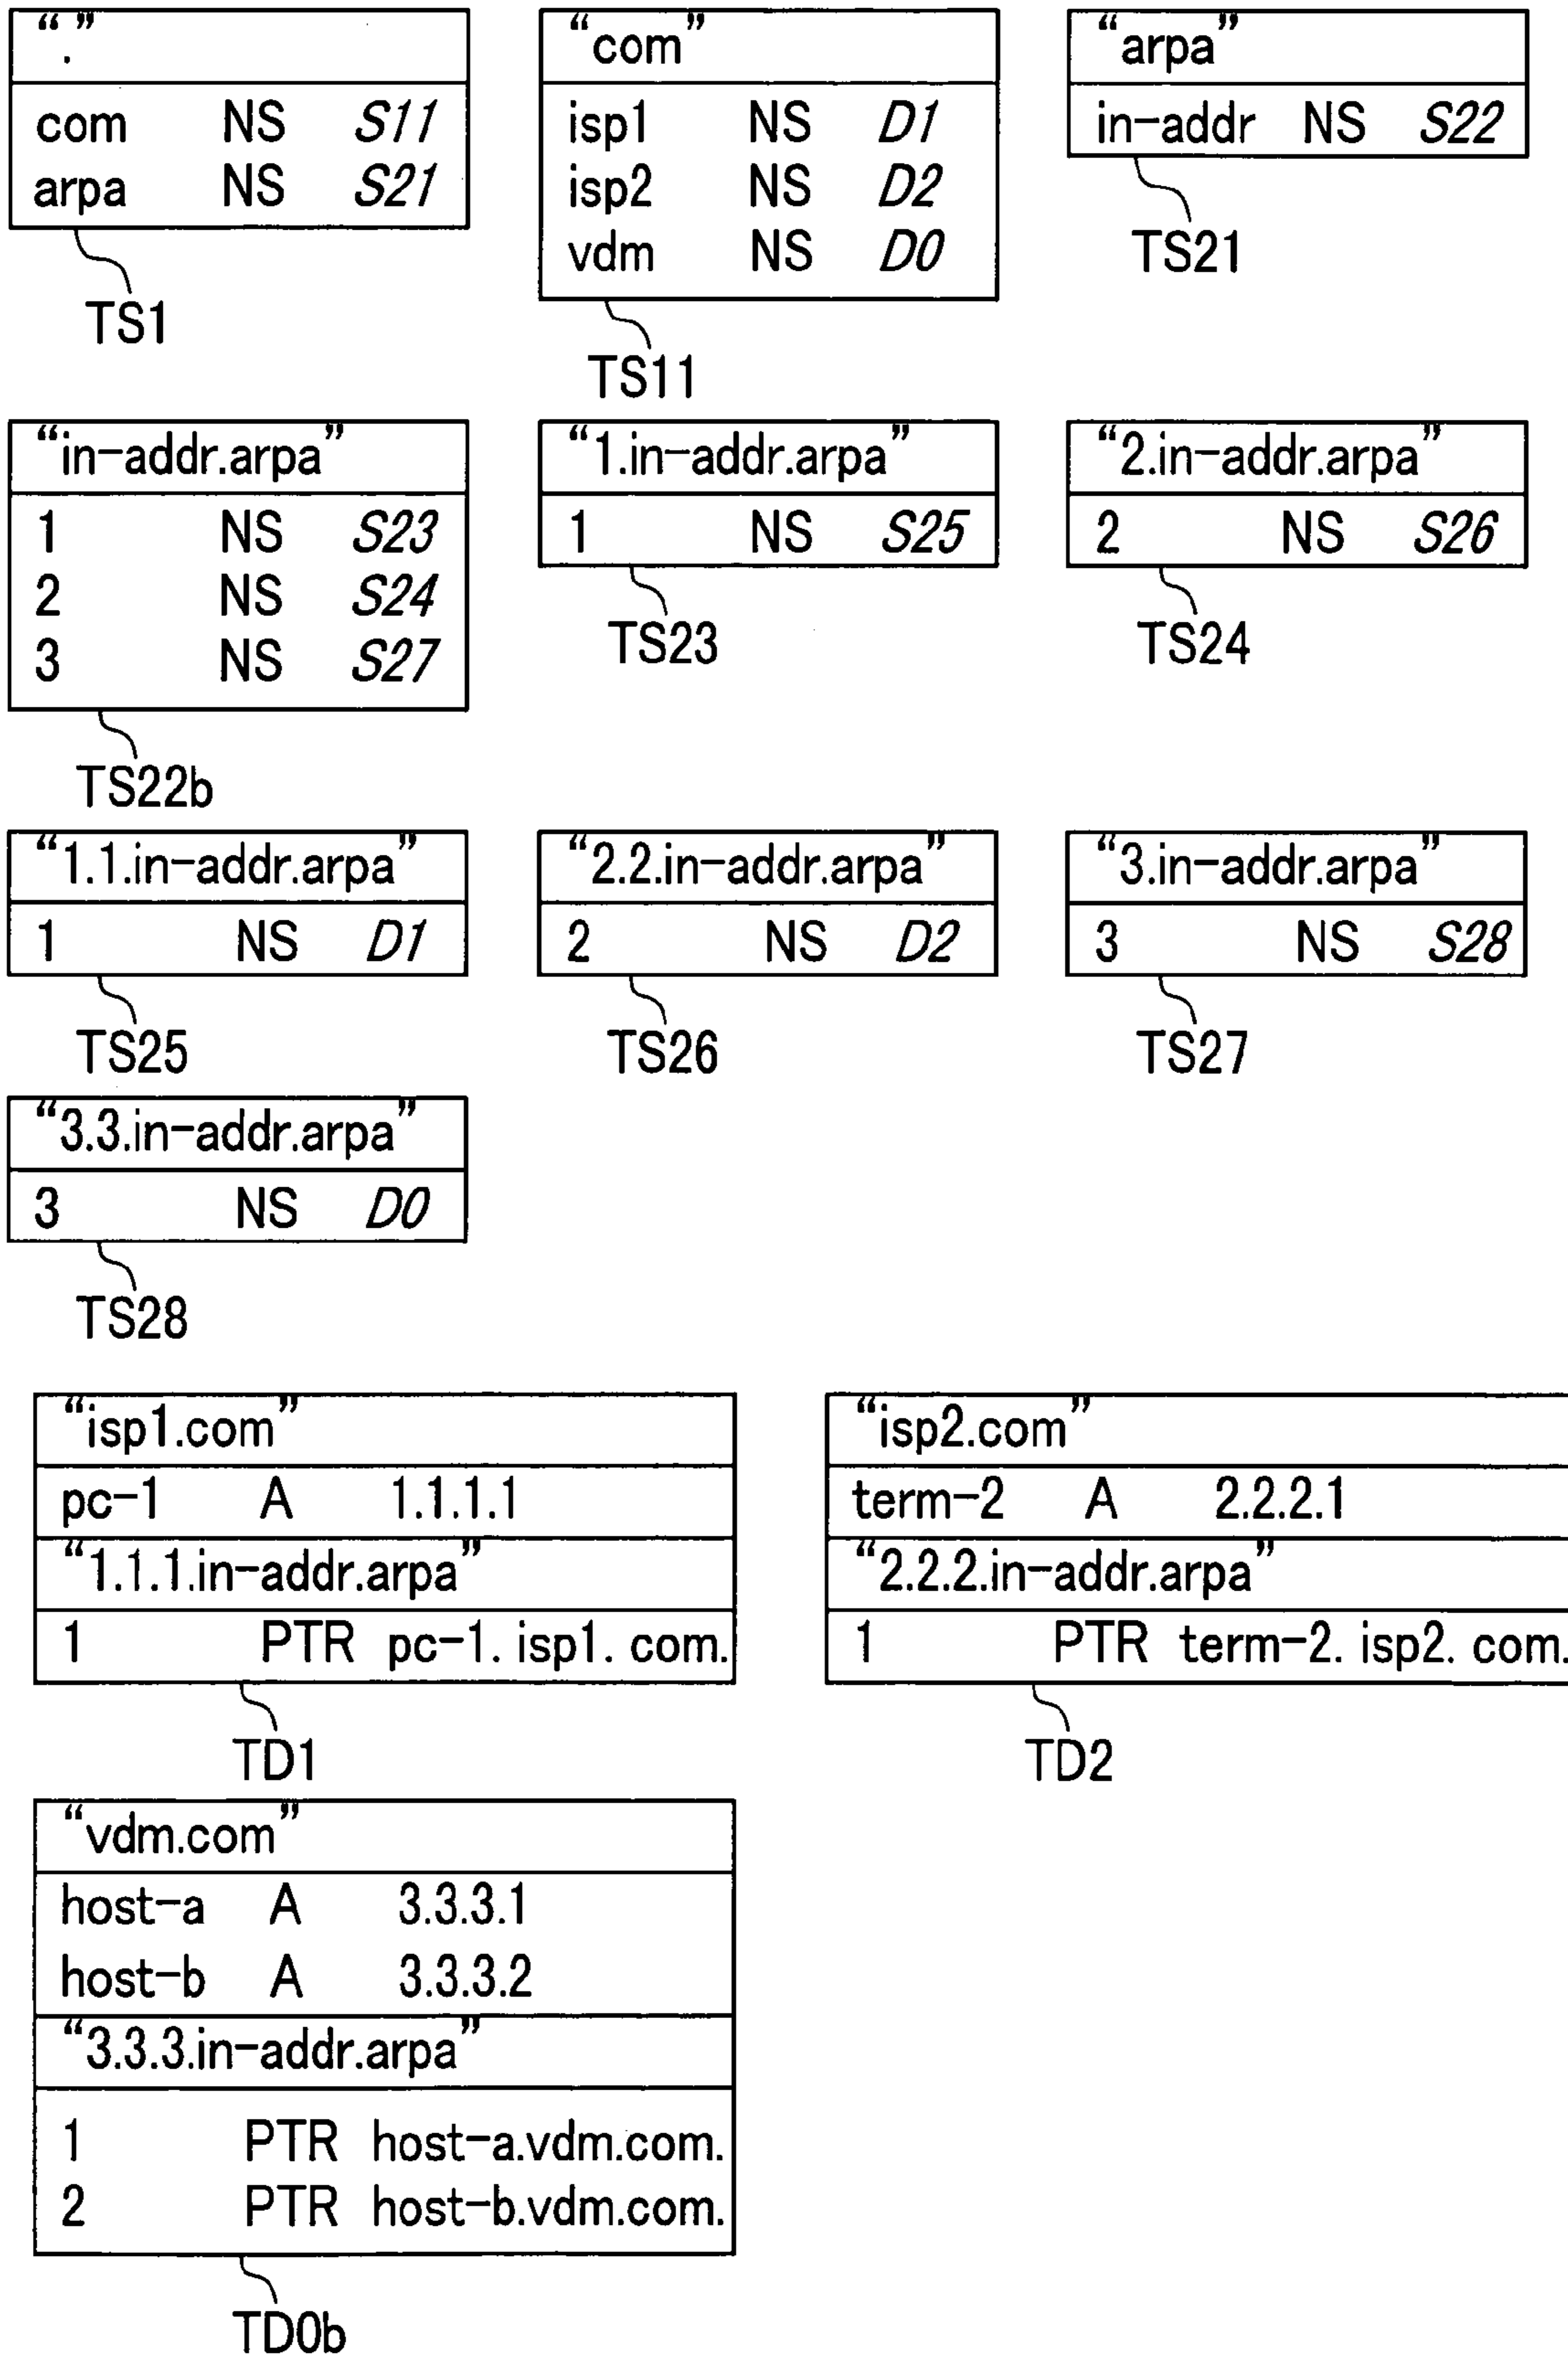 “.”
com NS S11
arpa NS S21
TS1
“com”
isp1 NS D1
isp2 NS D2
vdm NS D0
TS11
“arpa”
in-addr NS S22
TS21
“in-addr.arpa”
1 NS S23
2 NS S24
3 NS S27
TS22b
“1.in-addr.arpa”
1 NS S25
TS23
“2.in-addr.arpa”
2 NS S26
TS24
“1.1.in-addr.arpa”
1 NS D1
TS25
“2.2.in-addr.arpa”
2 NS D2
TS26
“3.in-addr.arpa”
3 NS S28
TS27
“3.3.in-addr.arpa”
3 NS D0
TS28
“isp1.com”
pc-1 A 1.1.1.1
“1.1.1.in-addr.arpa”
1 PTR pc-1. isp1. com.
TD1
“isp2.com”
term-2 A 2.2.2.1
“2.2.2.in-addr.arpa”
1 PTR term-2. isp2. com.
TD2
“vdm.com”
host-a A 3.3.3.1
host-b A 3.3.3.2
“3.3.3.in-addr.arpa”
1 PTR host-a.vdm.com.
2 PTR host-b.vdm.com.
TD0b